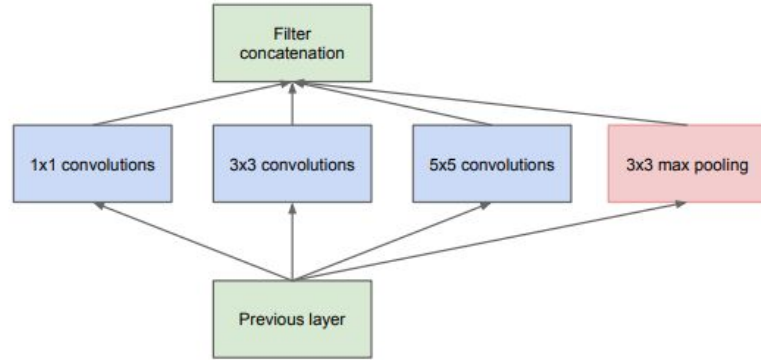 Filter
concatenation
1x1 convolutions
3x3 convolutions
5x5 convolutions
3x3 max pooling
Previous layer